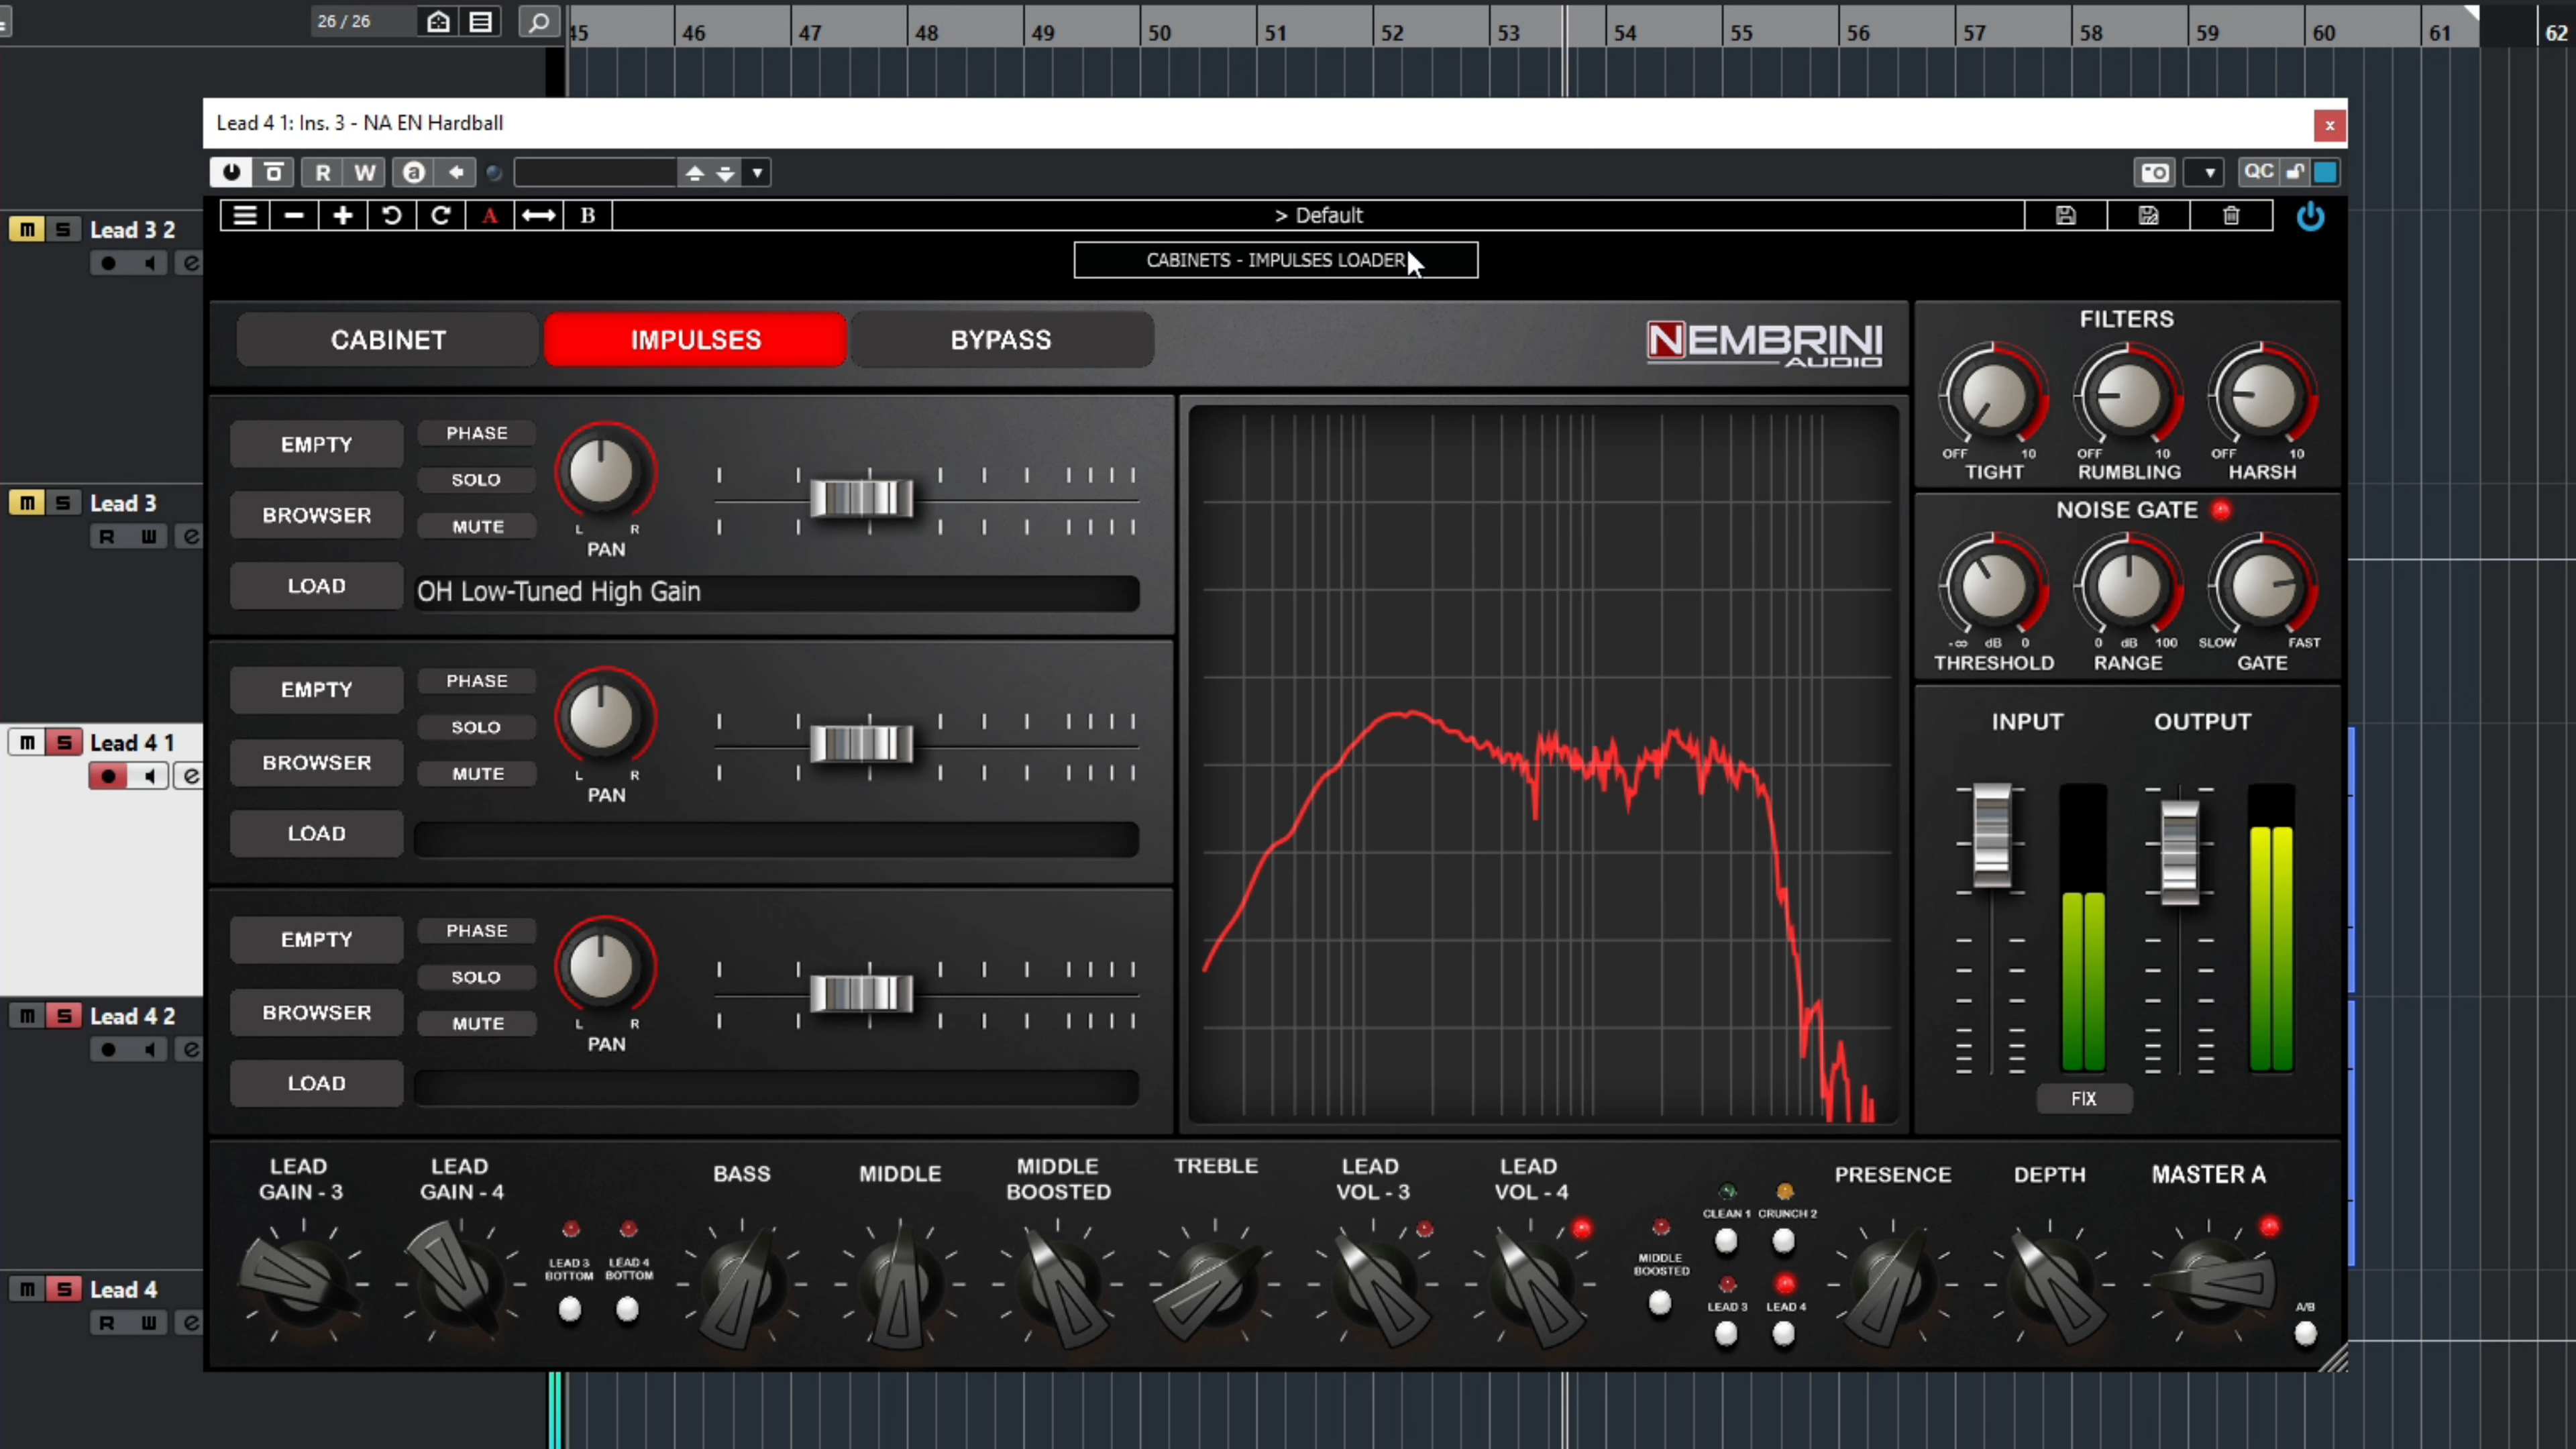 26 / 26
45 46 47 48 49 50 51 52 53 54 55 56 57 58 59 60 61 62
Lead 4 1: Ins. 3 - NA EN Hardball
x
R W a QC
A B > Default
CABINETS - IMPULSES LOADER
M S Lead 3 2
e
M S Lead 3
R W e
M S Lead 4 1
e
M S Lead 4 2
e
M S Lead 4
R W e
CABINET IMPULSES BYPASS
NEMBRINI
AUDIO
EMPTY PHASE
SOLO
BROWSER
MUTE
L R
PAN
LOAD OH Low-Tuned High Gain
EMPTY PHASE
SOLO
BROWSER
MUTE
L R
PAN
LOAD
EMPTY PHASE
SOLO
BROWSER
MUTE
L R
PAN
LOAD
FILTERS
OFF 10 OFF 10 OFF 10
TIGHT RUMBLING HARSH
NOISE GATE
-∞ dB 0 0 dB 100 SLOW FAST
THRESHOLD RANGE GATE
INPUT OUTPUT
FIX
LEAD
GAIN - 3
LEAD
GAIN - 4
LEAD 3
BOTTOM
LEAD 4
BOTTOM
BASS
MIDDLE
MIDDLE
BOOSTED
TREBLE
LEAD
VOL - 3
LEAD
VOL - 4
MIDDLE
BOOSTED
CLEAN 1 CRUNCH 2
LEAD 3 LEAD 4
PRESENCE
DEPTH
MASTER A
A/B